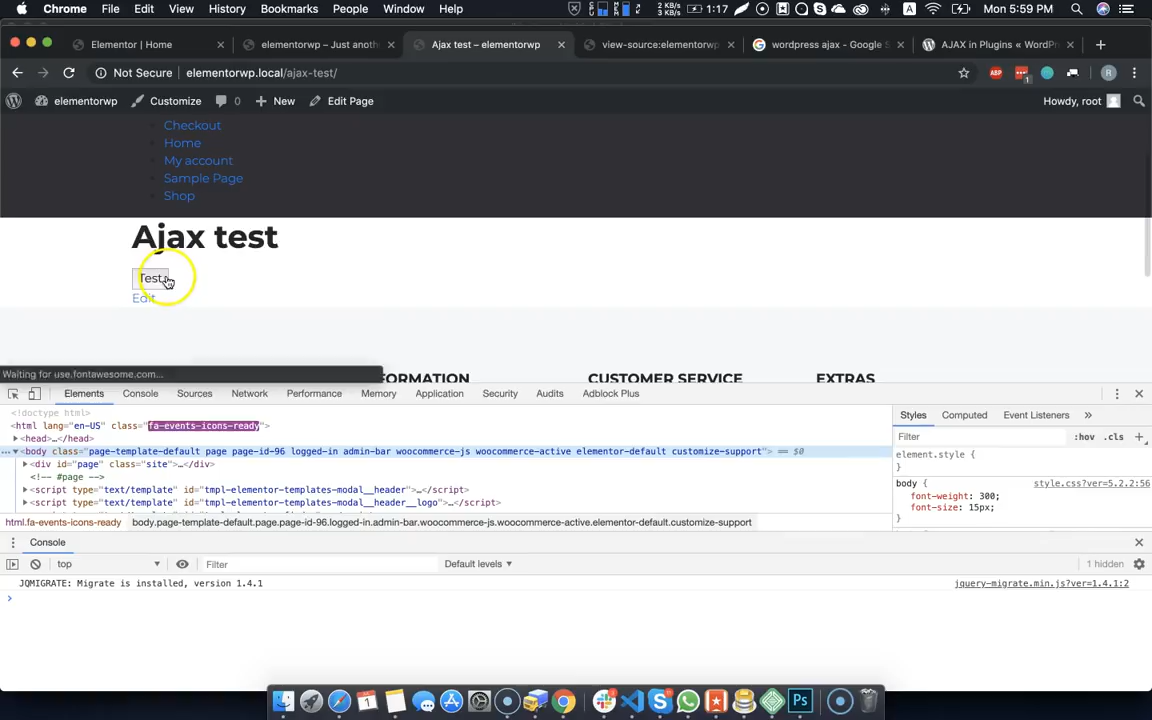 Chrome File Edit View History Bookmarks People Window Help 2 KB/s 3 KB/s 1:17 A Mon 5:59 PM
Elementor | Home elementorwp – Just anoth Ajax test – elementorwp view-source:elementorwp wordpress ajax - Google S AJAX in Plugins « WordPr
Not Secure elementorwp.local/ajax-test/ ABP 1 R
elementorwp Customize 0 New Edit Page Howdy, root
Checkout
Home
My account
Sample Page
Shop
Ajax test
Test
Edit
Waiting for use.fontawesome.com...
FORMATION CUSTOMER SERVICE EXTRAS
Elements Console Sources Network Performance Memory Application Security Audits Adblock Plus
<!doctype html>
<html lang="en-US" class="fa-events-icons-ready">
<head>…</head>
<body class="page-template-default page page-id-96 logged-in admin-bar woocommerce-js woocommerce-active elementor-default customize-support"> == $0
<div id="page" class="site">…</div>
<!-- #page -->
<script type="text/template" id="tmpl-elementor-templates-modal__header">…</script>
<script type="text/template" id="tmpl-elementor-templates-modal__header__logo">…</script>
html.fa-events-icons-ready body.page-template-default.page.page-id-96.logged-in.admin-bar.woocommerce-js.woocommerce-active.elementor-default.customize-support
Styles Computed Event Listeners »
Filter :hov .cls +
element.style {
}
body { style.css?ver=5.2.2:56
font-weight: 300;
font-size: 15px;
}
Console
top Filter Default levels 1 hidden
JQMIGRATE: Migrate is installed, version 1.4.1 jquery-migrate.min.js?ver=1.4.1:2